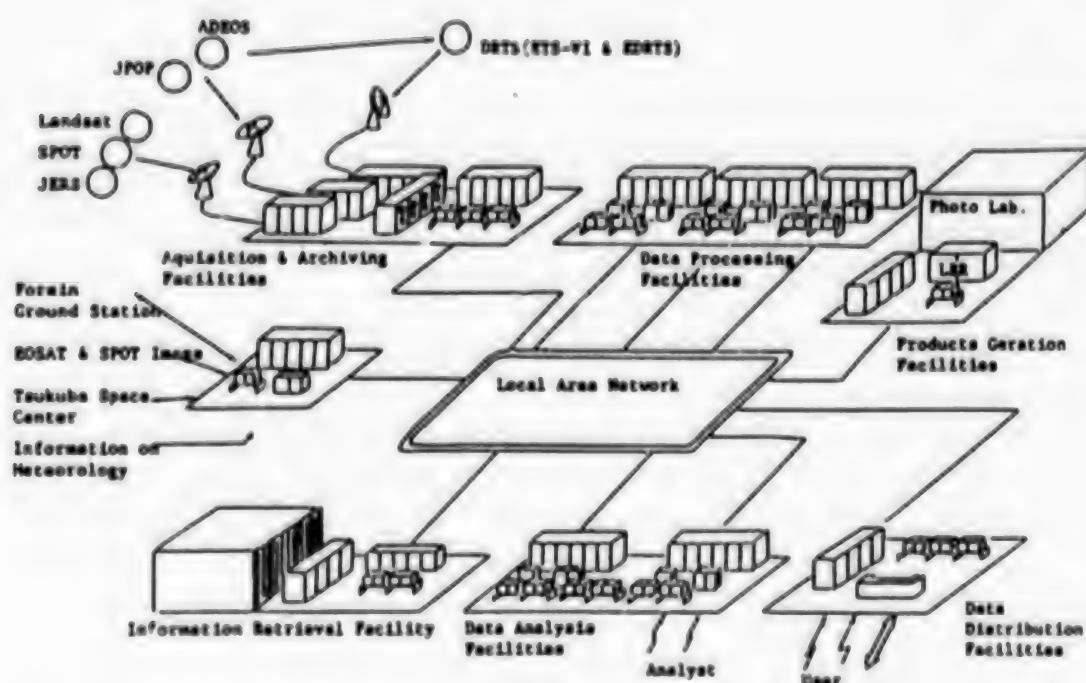 ADEOS
DRTS(ETS-VI & EDRTS)
JPOP
Landsat
SPOT
JERS
Photo Lab.
LBR
Aquisition & Archiving
Facilities
Data Processing
Facilities
Products Geration
Facilities
Forein
Ground Station
EOSAT & SPOT Image
Tsukuba Space
Center
Information on
Meteorology
Local Area Network
Information Retrieval Facility
Data Analysis
Facilities
Data
Distribution
Facilities
Analyst
User